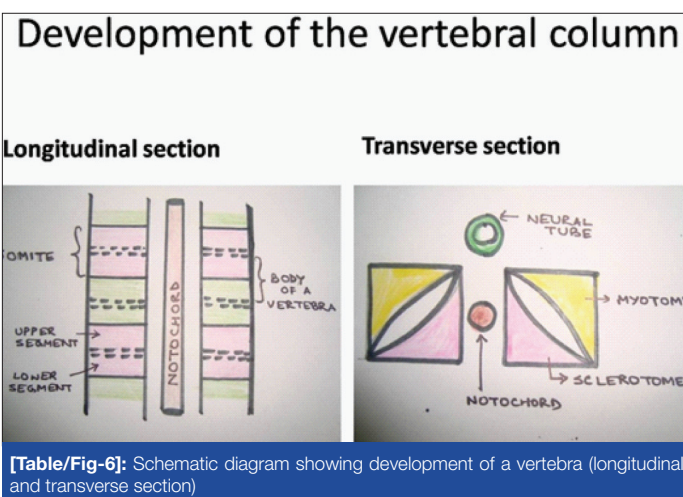 Development of the vertebral column
Longitudinal section
Transverse section
OMITE
UPPER
SEGMENT
LOWER
SEGMENT
NOTOCHORD
BODY
OF A
VERTEBRA
NEURAL
TUBE
MYOTOM
SCLEROTOME
NOTOCHORD
[Table/Fig-6]: Schematic diagram showing development of a vertebra (longitudinal
and transverse section)